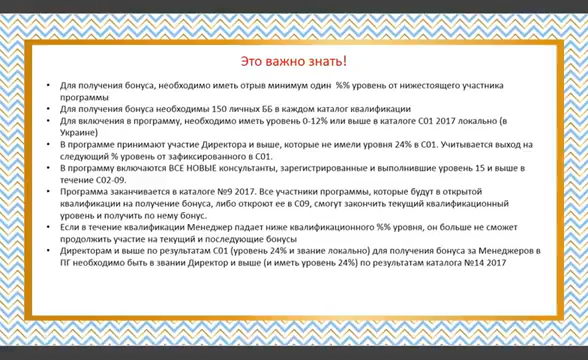 Это важно знать!
• Для получения бонуса, необходимо иметь отрыв минимум один %% уровень от нижестоящего участника
программы
• Для получения бонуса необходимы 150 личных ББ в каждом каталог квалификации
• Для включения в программу, необходимо иметь уровень 0-12% или выше в каталоге С01 2017 локально (в
Украине)
• В программе принимают участие Директора и выше, которые не имели уровня 24% в С01. Учитывается выход на
следующий % уровень от зафиксированного в С01.
• В программу включаются ВСЕ НОВЫЕ консультанты, зарегистрированные и выполнившие уровень 15 и выше в
течение С02-09.
• Программа заканчивается в каталоге №9 2017. Все участники программы, которые будут в открытой
квалификации на получение бонуса, либо откроют ее в С09, смогут закончить текущий квалификационный
уровень и получить по нему бонус.
• Если в течение квалификации Менеджер падает ниже квалификационного %% уровня, он больше не сможет
продолжить участие на текущий и последующие бонусы
• Директорам и выше по результатам С01 (уровень 24% и звание локально) для получения бонуса за Менеджеров в
ПГ необходимо быть в звании Директор и выше (и иметь уровень 24%) по результатам каталога №14 2017